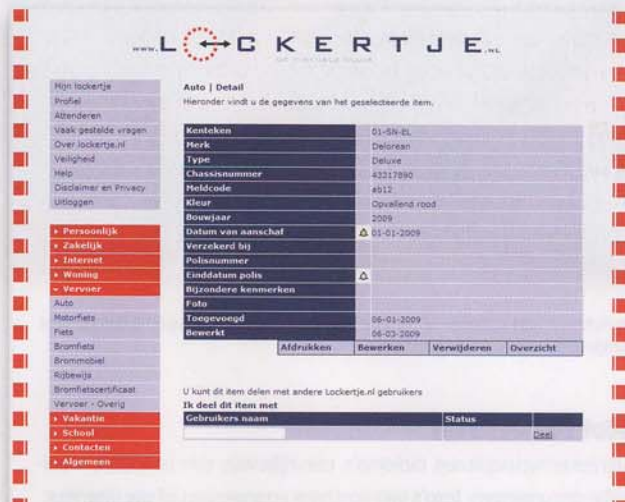 www.LOCKERTJE.NL
DE DIGITALE KLUIS
Mijn lockertje
Profiel
Attenderen
Vaak gestelde vragen
Over lockertje.nl
Veiligheid
Help
Disclaimer en Privacy
Uitloggen
▸ Persoonlijk
▸ Zakelijk
▸ Internet
▸ Woning
▾ Vervoer
Auto
Motorfiets
Fiets
Bromfiets
Brommobiel
Rijbewijs
Bromfietscertificaat
Vervoer - Overig
▸ Vakantie
▸ School
▸ Contacten
▸ Algemeen
Auto | Detail
Hieronder vindt u de gegevens van het geselecteerde item.
Kenteken 01-SN-EL
Merk Delorean
Type Deluxe
Chassisnummer 43217890
Meldcode ab12
Kleur Opvallend rood
Bouwjaar 2009
Datum van aanschaf 01-01-2009
Verzekerd bij
Polisnummer
Einddatum polis
Bijzondere kenmerken
Foto
Toegevoegd 06-01-2009
Bewerkt 06-03-2009
Afdrukken Bewerken Verwijderen Overzicht
U kunt dit item delen met andere Lockertje.nl gebruikers
Ik deel dit item met
Gebruikers naam Status
Deel